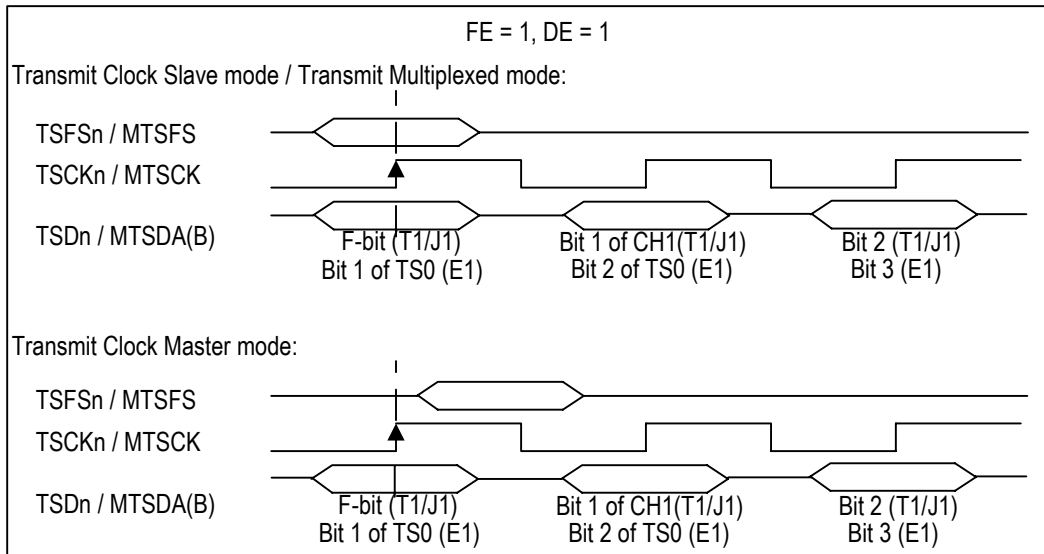 FE = 1, DE = 1
Transmit Clock Slave mode / Transmit Multiplexed mode:
TSFSn / MTSFS
TSCKn / MTSCK
TSDn / MTSDA(B)
F-bit (T1/J1)
Bit 1 of TS0 (E1)
Bit 1 of CH1(T1/J1)
Bit 2 of TS0 (E1)
Bit 2 (T1/J1)
Bit 3 (E1)
Transmit Clock Master mode:
TSFSn / MTSFS
TSCKn / MTSCK
TSDn / MTSDA(B)
F-bit (T1/J1)
Bit 1 of TS0 (E1)
Bit 1 of CH1(T1/J1)
Bit 2 of TS0 (E1)
Bit 2 (T1/J1)
Bit 3 (E1)